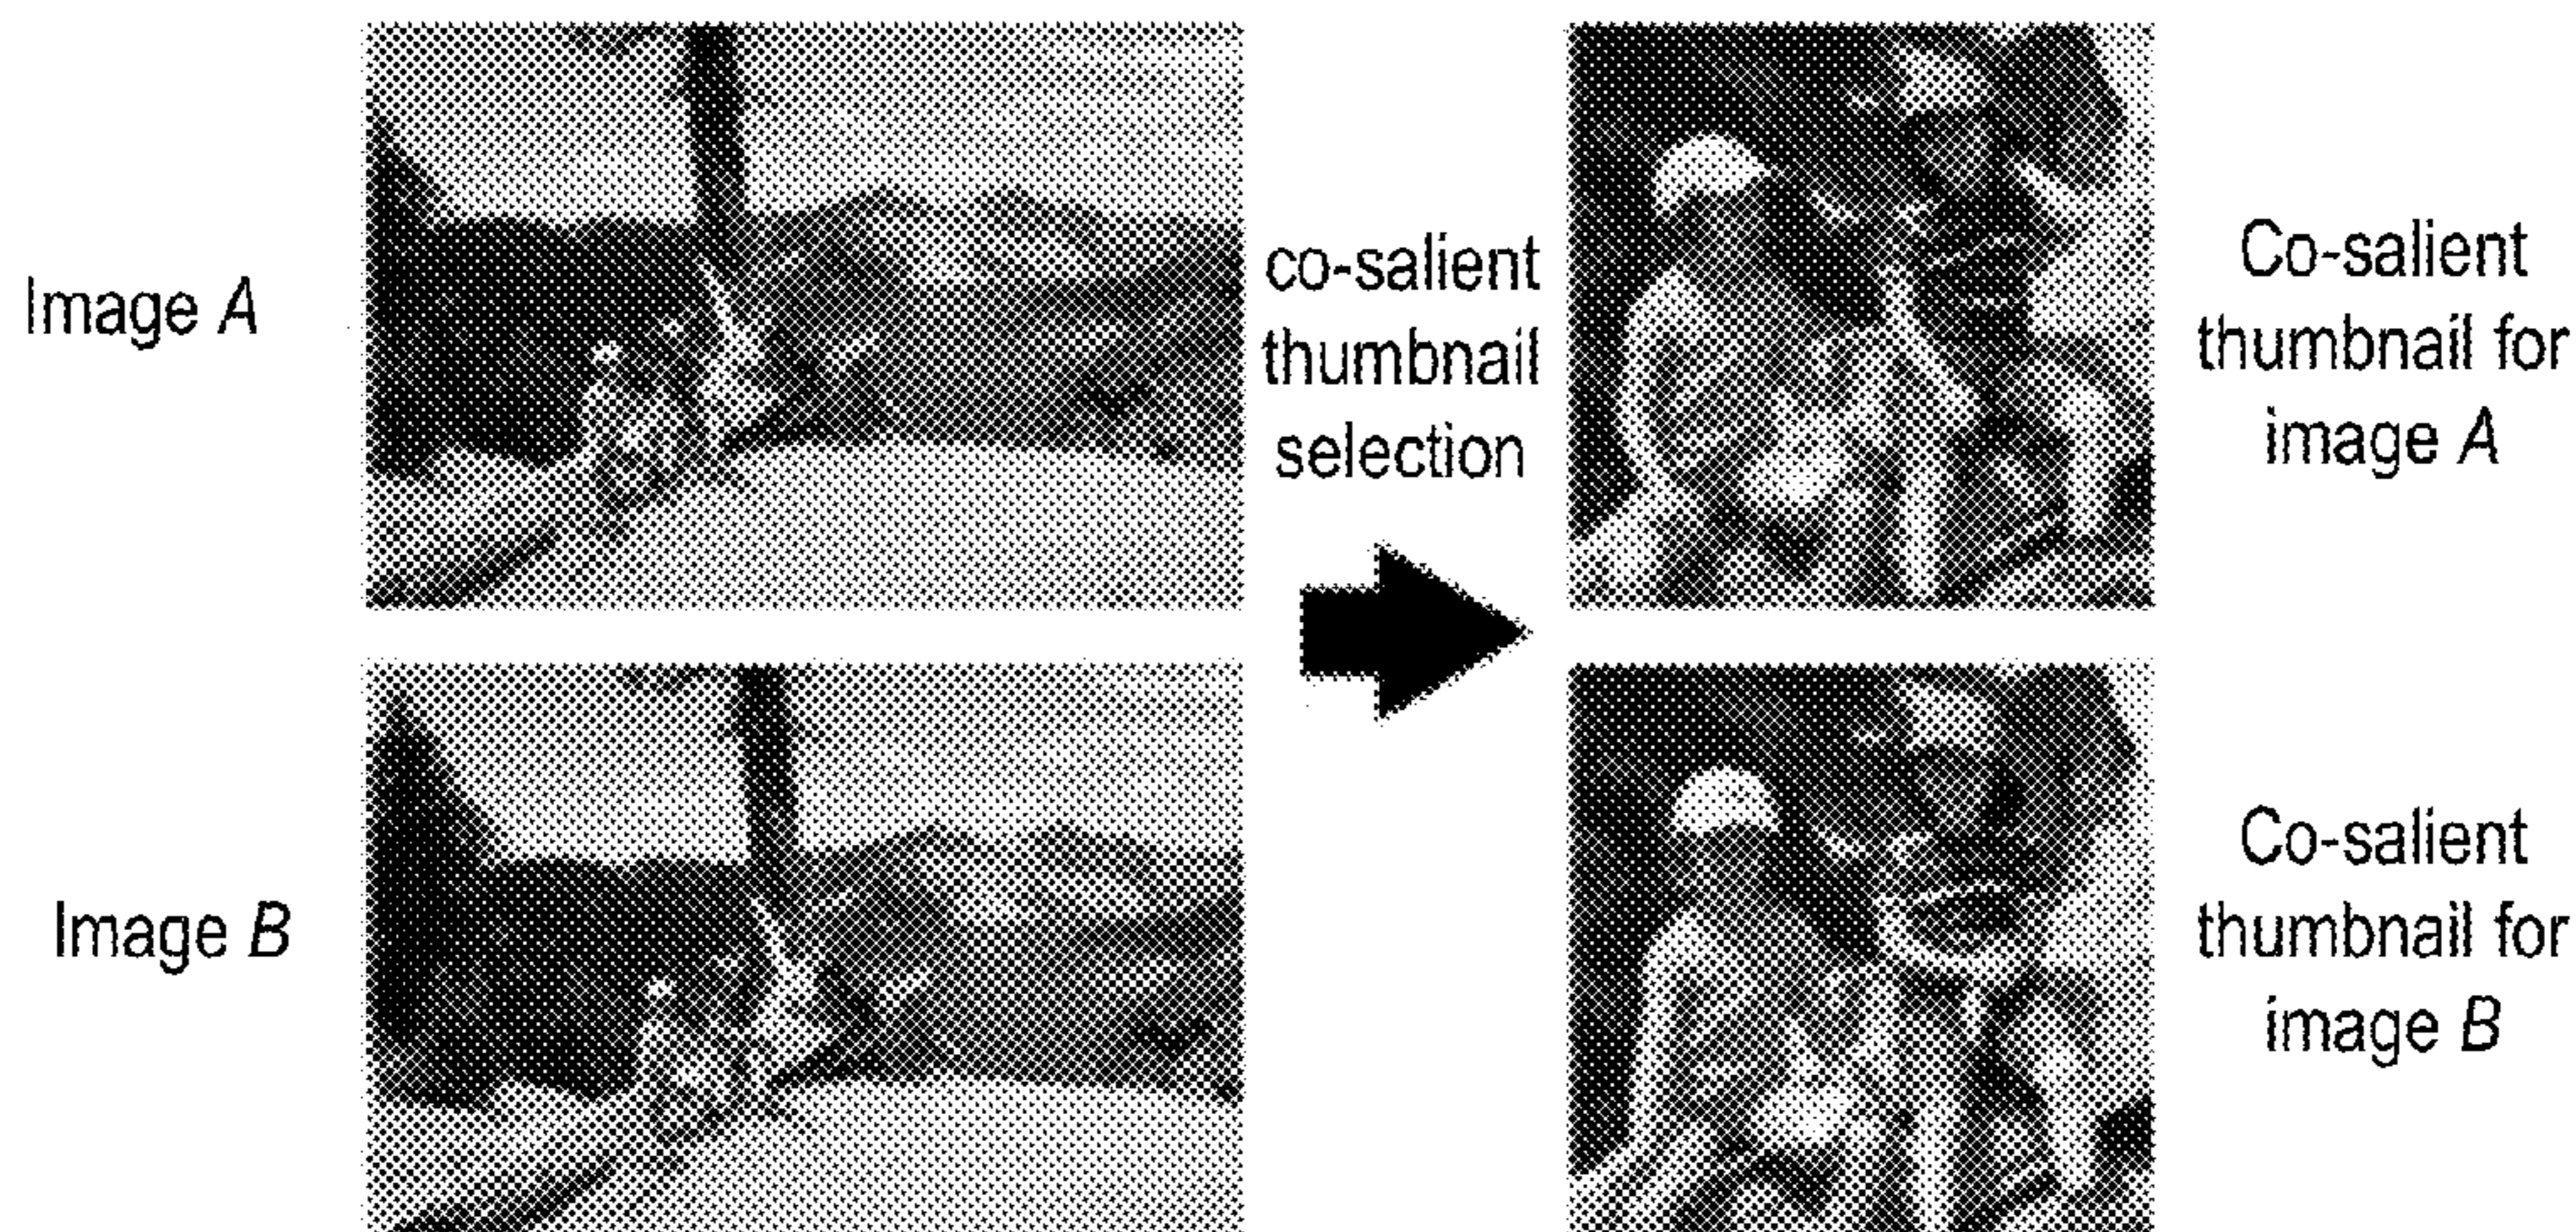 Image A
co-salient
thumbnail
selection
Co-salient
thumbnail for
image A
Image B
Co-salient
thumbnail for
image B